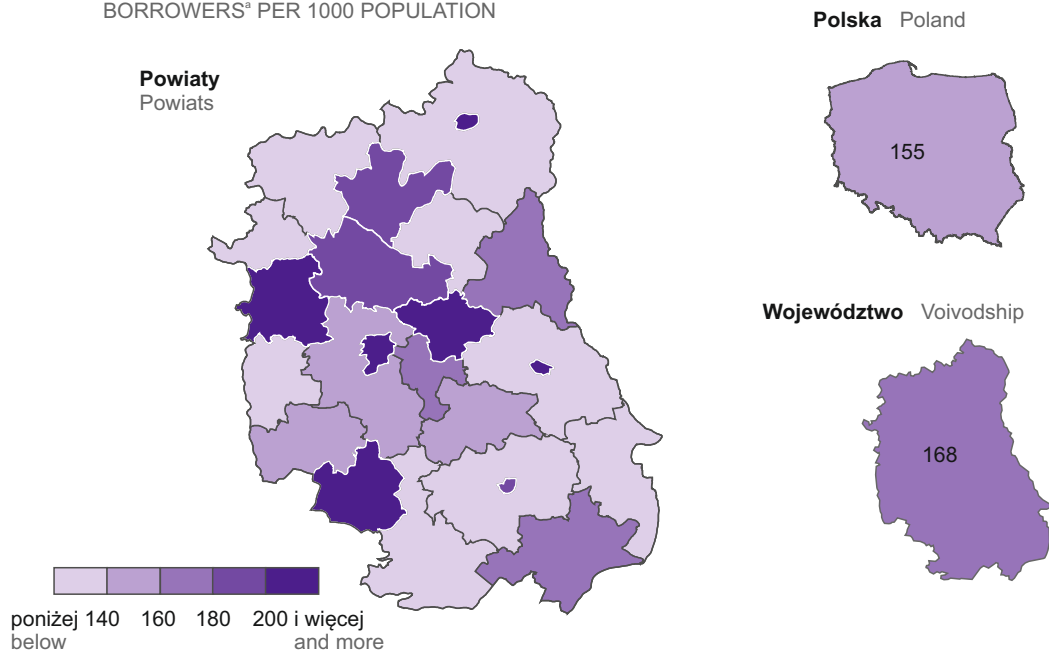 BORROWERSª PER 1000 POPULATION
Polska Poland
Powiaty
Powiats
155
Województwo Voivodship
168
poniżej 140 160 180 200 i więcej
below and more